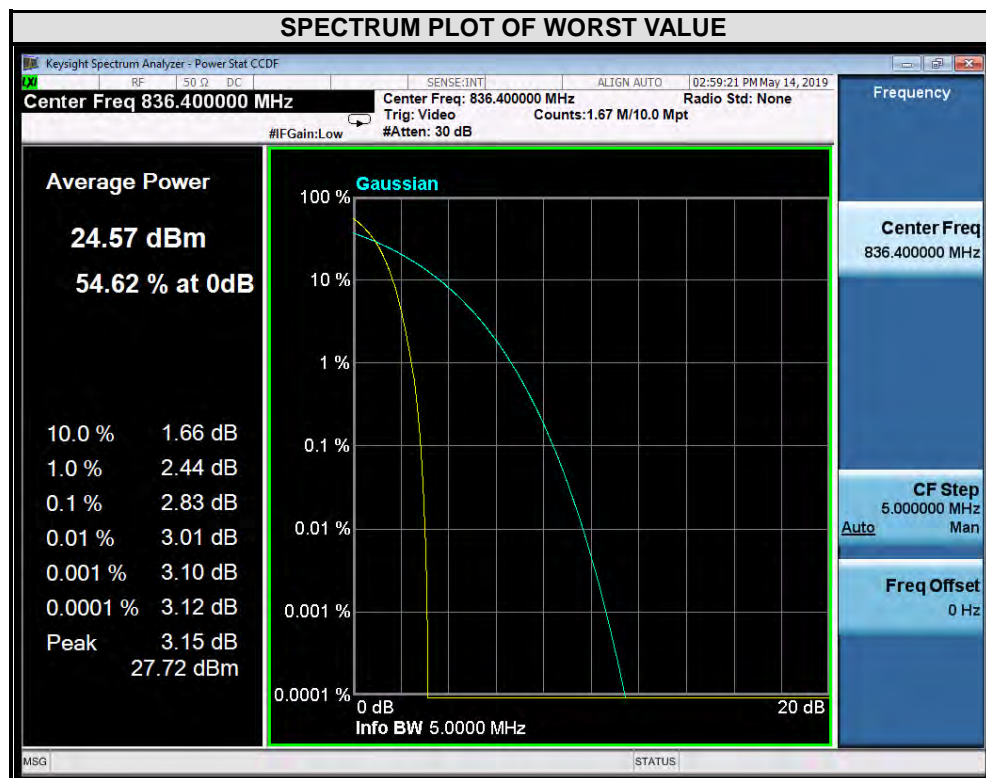 SPECTRUM PLOT OF WORST VALUE
Keysight Spectrum Analyzer - Power Stat CCDF
LXI RF 50 Ω DC SENSE:INT ALIGN AUTO 02:59:21 PM May 14, 2019
Center Freq 836.400000 MHz
#IFGain:Low
Center Freq: 836.400000 MHz Radio Std: None
Trig: Video Counts:1.67 M/10.0 Mpt
#Atten: 30 dB
Average Power
24.57 dBm
54.62 % at 0dB
10.0 % 1.66 dB
1.0 % 2.44 dB
0.1 % 2.83 dB
0.01 % 3.01 dB
0.001 % 3.10 dB
0.0001 % 3.12 dB
Peak 3.15 dB
27.72 dBm
Gaussian
100 %
10 %
1 %
0.1 %
0.01 %
0.001 %
0.0001 %
0 dB 20 dB
Info BW 5.0000 MHz
Frequency
Center Freq
836.400000 MHz
CF Step
5.000000 MHz
Auto Man
Freq Offset
0 Hz
MSG STATUS